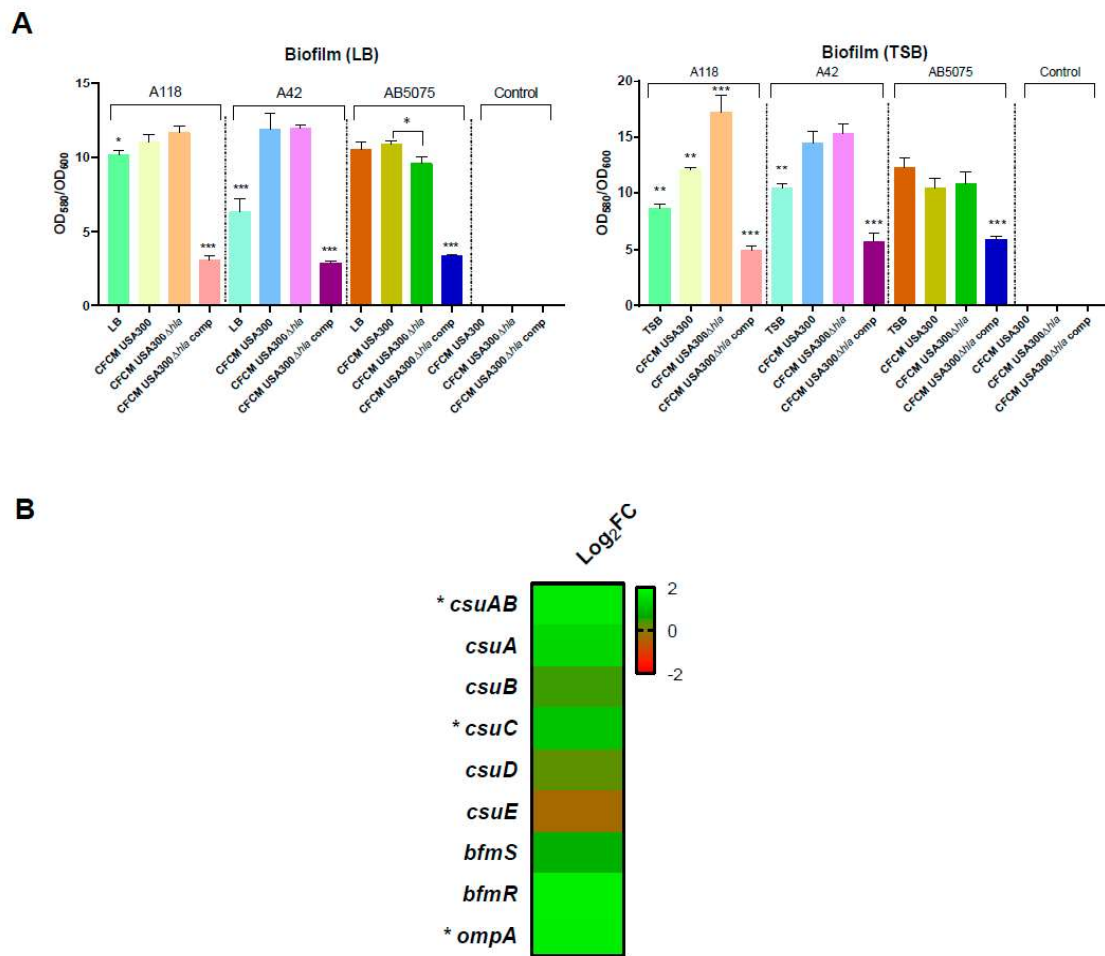 A
Biofilm (LB)
A118 A42 AB5075 Control
OD580/OD600
15
10
5
0
* *** *** *** * ***
LB
CFCM USA300
CFCM USA300Δhla
CFCM USA300Δhla comp
LB
CFCM USA300
CFCM USA300Δhla
CFCM USA300Δhla comp
LB
CFCM USA300
CFCM USA300Δhla
CFCM USA300Δhla comp
CFCM USA300
CFCM USA300Δhla
CFCM USA300Δhla comp
Biofilm (TSB)
A118 A42 AB5075 Control
OD580/OD600
20
15
10
5
0
** ** *** *** ** *** ***
TSB
CFCM USA300
CFCM USA300Δhla
CFCM USA300Δhla comp
TSB
CFCM USA300
CFCM USA300Δhla
CFCM USA300Δhla comp
TSB
CFCM USA300
CFCM USA300Δhla
CFCM USA300Δhla comp
CFCM USA300
CFCM USA300Δhla
CFCM USA300Δhla comp
B
Log2FC
* csuAB
csuA
csuB
* csuC
csuD
csuE
bfmS
bfmR
* ompA
2
0
-2